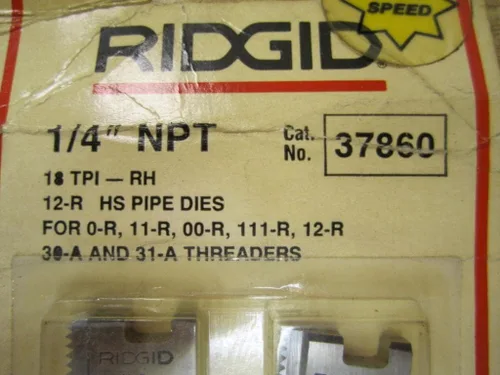 SPEED
RIDGID
1/4" NPT
Cat. No. 37860
18 TPI — RH
12-R HS PIPE DIES
FOR 0-R, 11-R, 00-R, 111-R, 12-R
30-A AND 31-A THREADERS
RIDGID